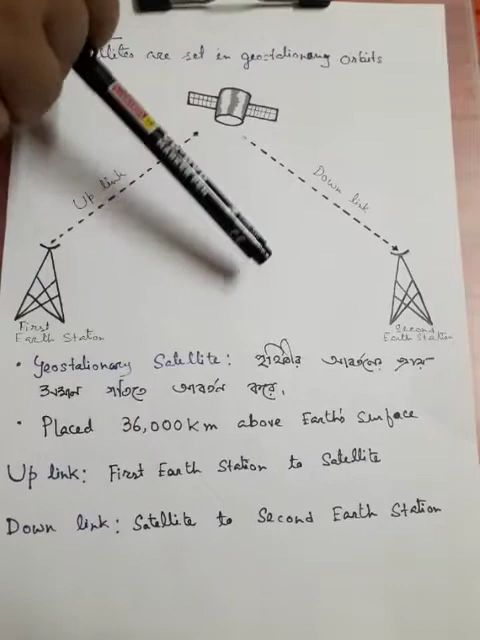 are set in geostationary orbits
Up link
Down link
First
Earth Station
Second
Earth Station
• Geostationary Satellite: পৃথিবীর আবর্তনের
সমান গতিতে আবর্তন করে।
• Placed 36,000 km above Earth's surface
Up link: First Earth Station to Satellite
Down link: Satellite to Second Earth Station